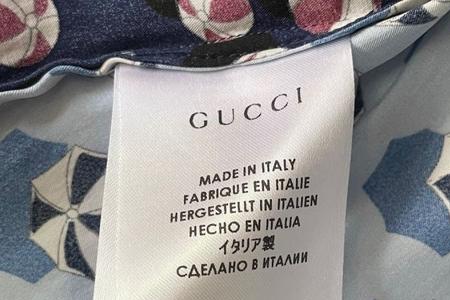 GUCCI
MADE IN ITALY
FABRIQUE EN ITALIE
HERGESTELLT IN ITALIEN
HECHO EN ITALIA
イタリア製
СДЕЛАНО В ИТАЛИИ